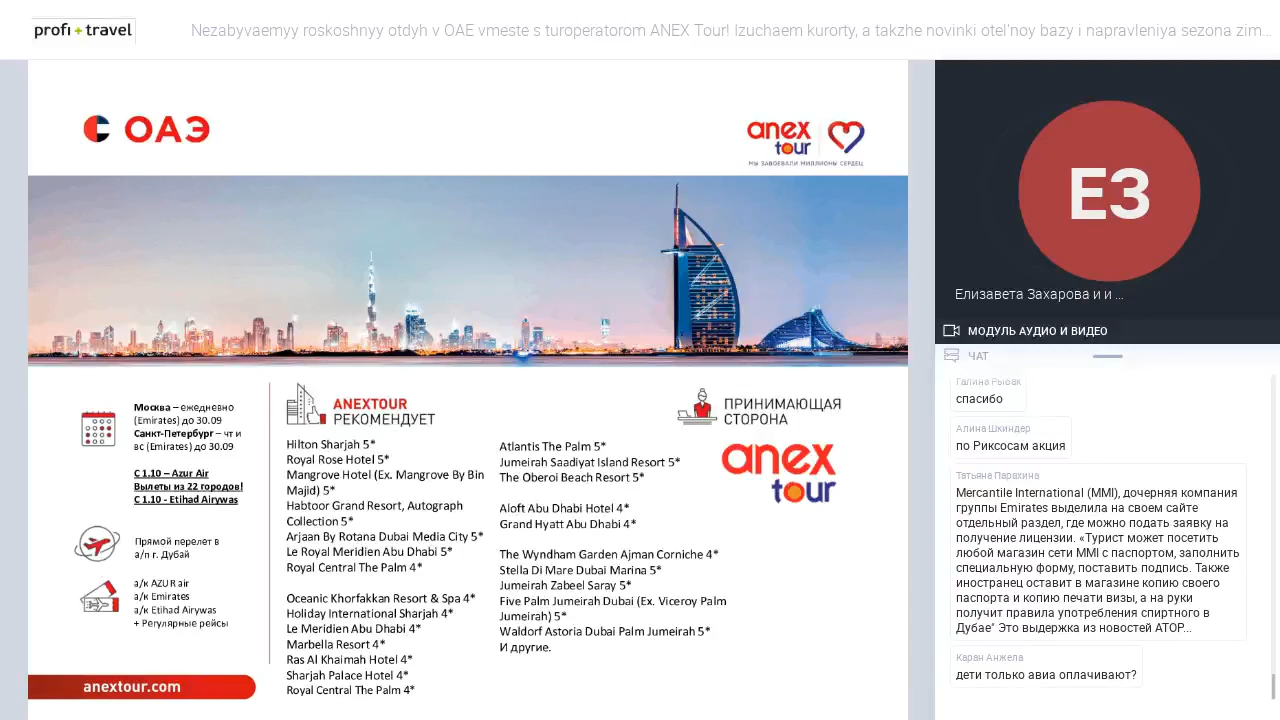 profi + travel
Nezabyvaemyy roskoshnyy otdyh v OAE vmeste s turoperatorom ANEX Tour! Izuchaem kurorty, a takzhe novinki otel'noy bazy i napravleniya sezona zim...
ОАЭ
anex
tour
МЫ ЗАВОЕВАЛИ МИЛЛИОНЫ СЕРДЕЦ
Москва – ежедневно
(Emirates) до 30.09
Санкт-Петербург – чт и
вс (Emirates) до 30.09
С 1.10 – Azur Air
Вылеты из 22 городов!
С 1.10 - Etihad Airywas
Прямой перелет в
а/п г. Дубай
а/к AZUR air
а/к Emirates
а/к Etihad Airywas
+ Регулярные рейсы
anextour.com
ANEXTOUR
РЕКОМЕНДУЕТ
Hilton Sharjah 5*
Royal Rose Hotel 5*
Mangrove Hotel (Ex. Mangrove By Bin
Majid) 5*
Habtoor Grand Resort, Autograph
Collection 5*
Arjaan By Rotana Dubai Media City 5*
Le Royal Meridien Abu Dhabi 5*
Royal Central The Palm 4*
Oceanic Khorfakkan Resort & Spa 4*
Holiday International Sharjah 4*
Le Meridien Abu Dhabi 4*
Marbella Resort 4*
Ras Al Khaimah Hotel 4*
Sharjah Palace Hotel 4*
Royal Central The Palm 4*
Atlantis The Palm 5*
Jumeirah Saadiyat Island Resort 5*
The Oberoi Beach Resort 5*
Aloft Abu Dhabi Hotel 4*
Grand Hyatt Abu Dhabi 4*
The Wyndham Garden Ajman Corniche 4*
Stella Di Mare Dubai Marina 5*
Jumeirah Zabeel Saray 5*
Five Palm Jumeirah Dubai (Ex. Viceroy Palm
Jumeirah) 5*
Waldorf Astoria Dubai Palm Jumeirah 5*
И другие.
ПРИНИМАЮЩАЯ
СТОРОНА
anex
tour
ЕЗ
Елизавета Захарова и и ...
МОДУЛЬ АУДИО И ВИДЕО
ЧАТ
Галина Рыбак
спасибо
Алина Шкиндер
по Риксосам акция
Татьяна Парахина
Mercantile International (MMI), дочерняя компания
группы Emirates выделила на своем сайте
отдельный раздел, где можно подать заявку на
получение лицензии. «Турист может посетить
любой магазин сети MMI с паспортом, заполнить
специальную форму, поставить подпись. Также
иностранец оставит в магазине копию своего
паспорта и копию печати визы, а на руки
получит правила употребления спиртного в
Дубае" Это выдержка из новостей АТОР...
Каран Анжела
дети только авиа оплачивают?